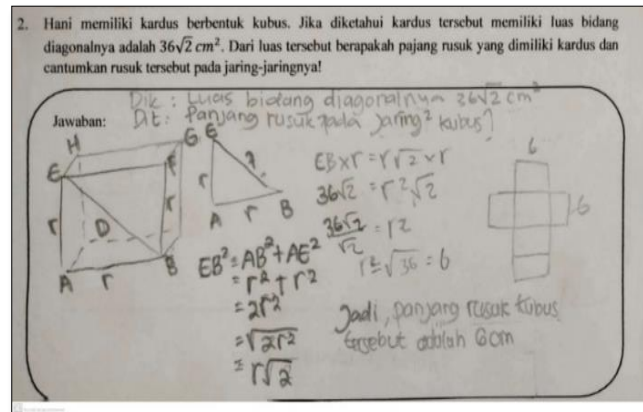 2. Hani memiliki kardus berbentuk kubus. Jika diketahui kardus tersebut memiliki luas bidang
diagonalnya adalah 36√2 cm². Dari luas tersebut berapakah pajang rusuk yang dimiliki kardus dan
cantumkan rusuk tersebut pada jaring-jaringnya!
Dik : Luas bidang diagonalnya 36√2 cm²
Jawaban: Dit : Panjang rusuk pada jaring² kubus?
H G
E F
r r
D
A r B
E
r ?
A r B
EB² = AB² + AE²
= r² + r²
= 2r²
= √2r²
= r√2
EB x r = r√2 x r
36√2 = r²√2
36√2/√2 = r²
r² = √36 = 6
6
6
Jadi, panjang rusuk kubus
tersebut adalah 6cm